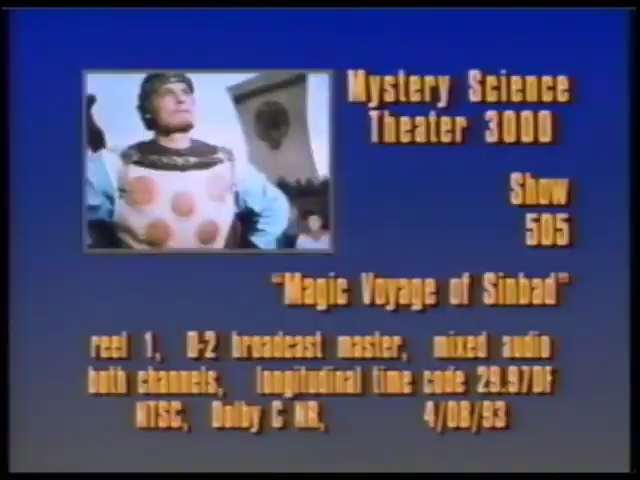 Mystery Science
Theater 3000
Show
505
"Magic Voyage of Sinbad"
reel 1, D-2 broadcast master, mixed audio
both channels, longitudinal time code 29.97DF
NTSC, Dolby C NR, 4/08/93